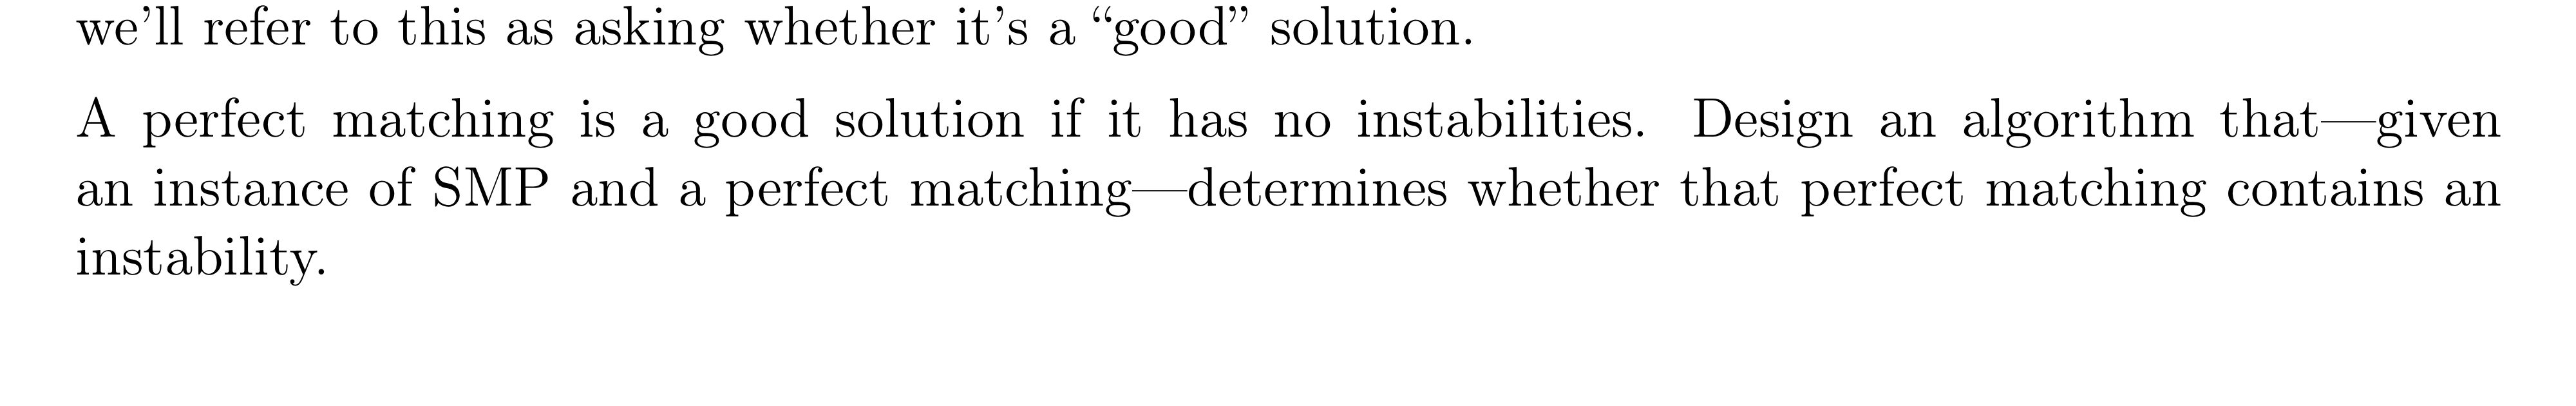 we’ll refer to this as asking whether it’s a “good” solution.
A perfect matching is a good solution if it has no instabilities. Design an algorithm that—given
an instance of SMP and a perfect matching—determines whether that perfect matching contains an
instability.